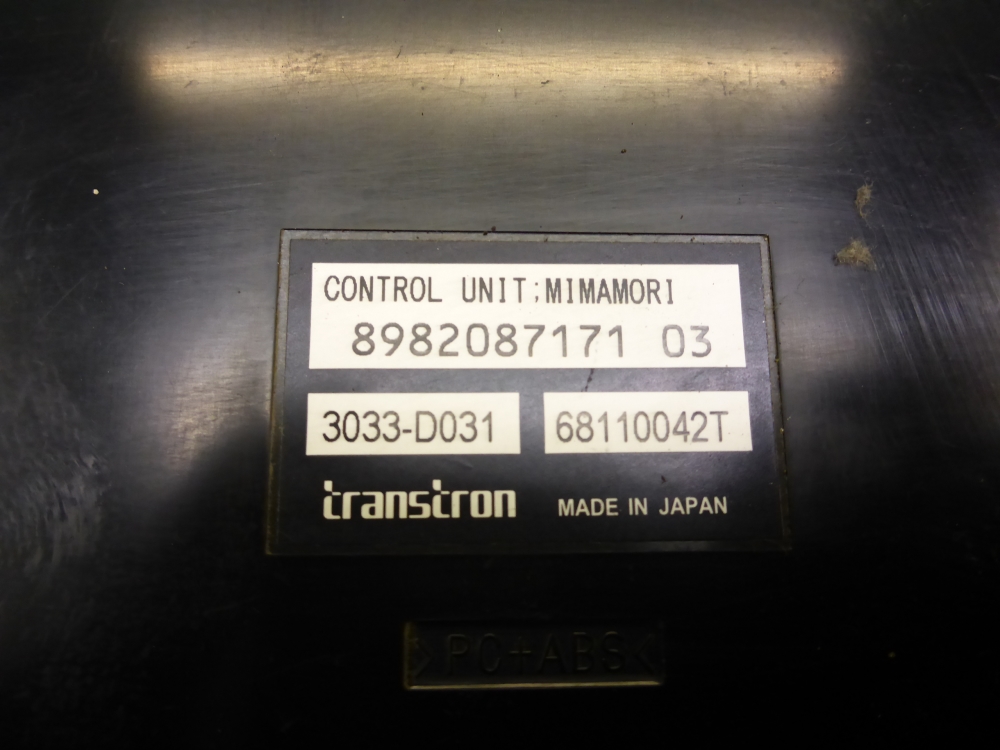 CONTROL UNIT;MIMAMORI
8982087171 03
3033-D031 68110042T
transtron MADE IN JAPAN
>PC+ABS<